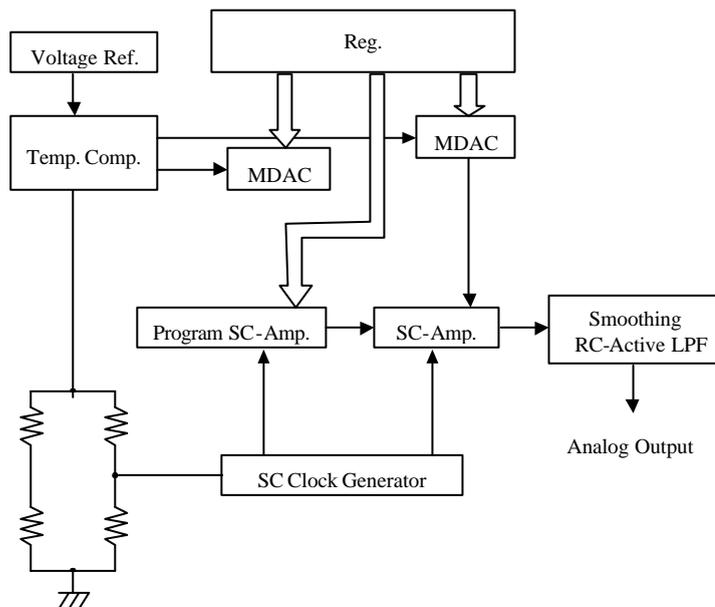 Reg.
Voltage Ref.
Temp. Comp.
MDAC
MDAC
Program SC-Amp.
SC-Amp.
Smoothing
RC-Active LPF
Analog Output
SC Clock Generator